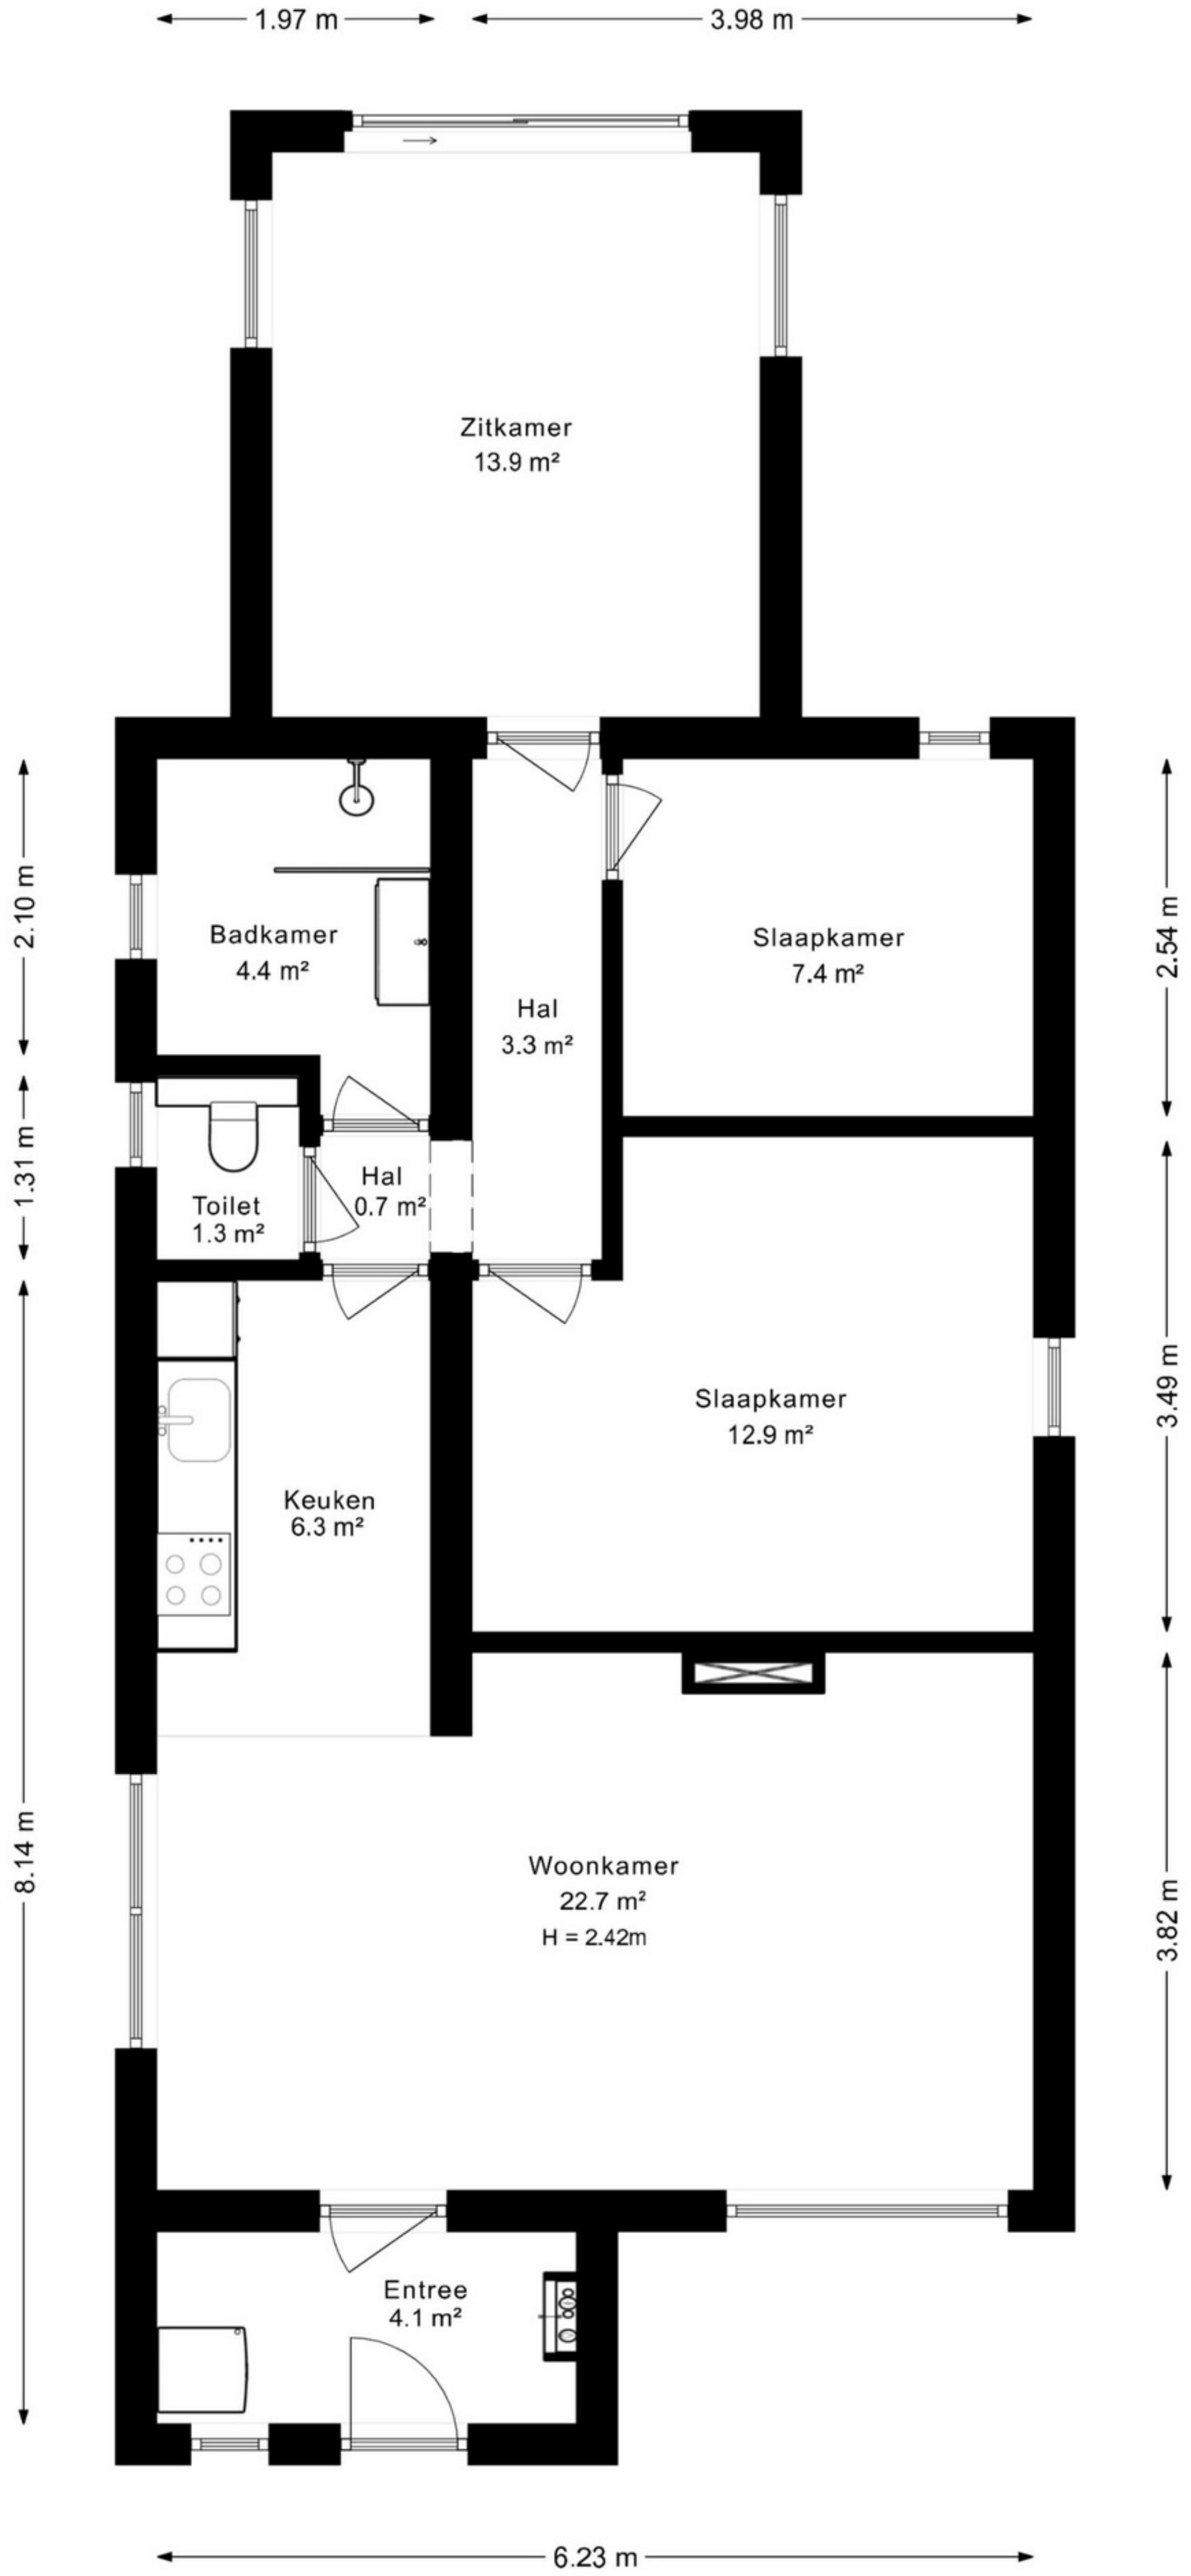 1.97 m
3.98 m
Zitkamer
13.9 m²
2.10 m
2.54 m
Badkamer
4.4 m²
Slaapkamer
7.4 m²
Hal
3.3 m²
1.31 m
Hal
0.7 m²
Toilet
1.3 m²
3.49 m
Slaapkamer
12.9 m²
Keuken
6.3 m²
8.14 m
Woonkamer
22.7 m²
H = 2.42m
3.82 m
Entree
4.1 m²
6.23 m